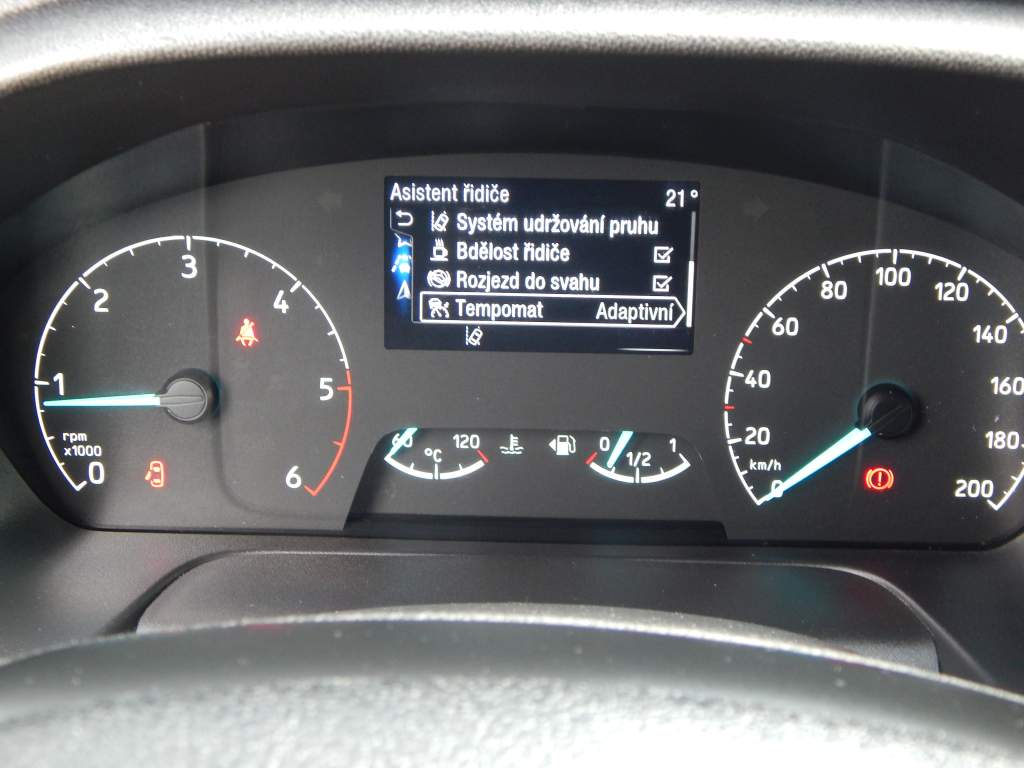 Asistent řidiče 21°
Systém udržování pruhu
Bdělost řidiče
Rozjezd do svahu
Tempomat Adaptivní
0 1 2 3 4 5 6
rpm
x1000
60 120
°C
0 1/2 1
0 20 40 60 80 100 120 140 160 180 200
km/h